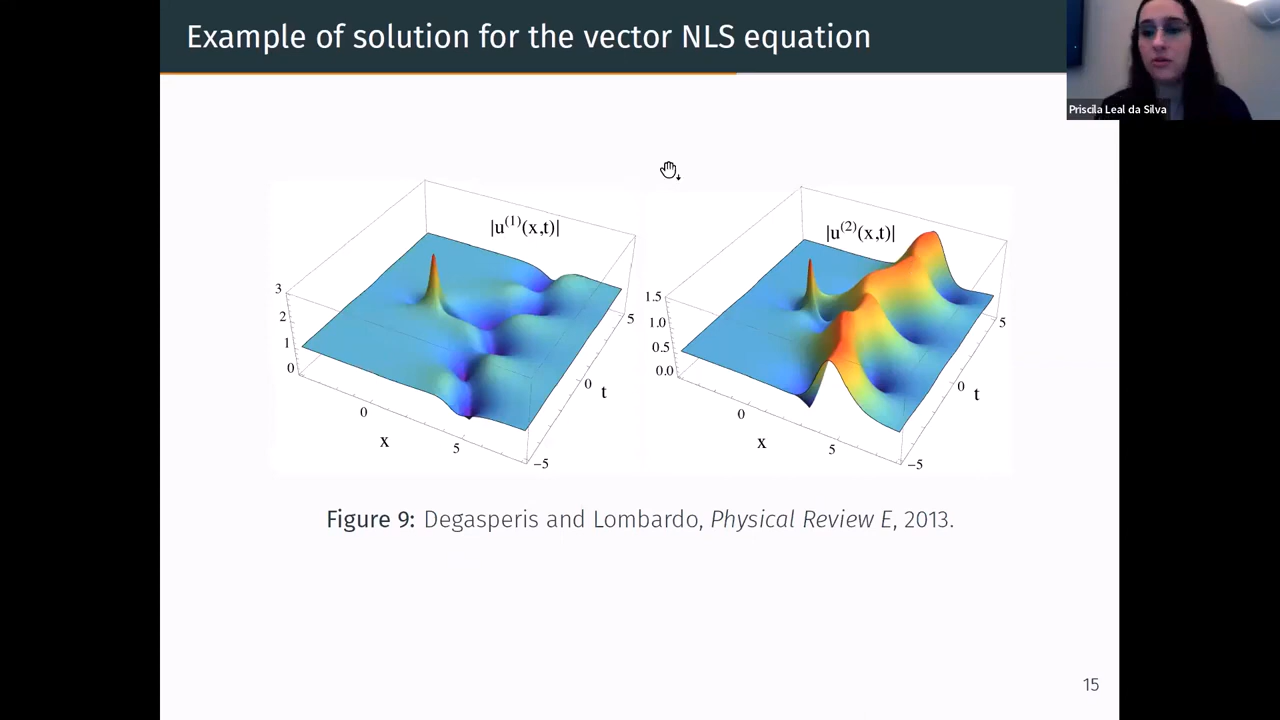 Example of solution for the vector NLS equation
Priscila Leal da Silva
|u(1)(x,t)|
3
2
1
0
0
5
x
5
0
−5
t
|u(2)(x,t)|
1.5
1.0
0.5
0.0
0
5
x
5
0
−5
t
Figure 9: Degasperis and Lombardo, Physical Review E, 2013.
15